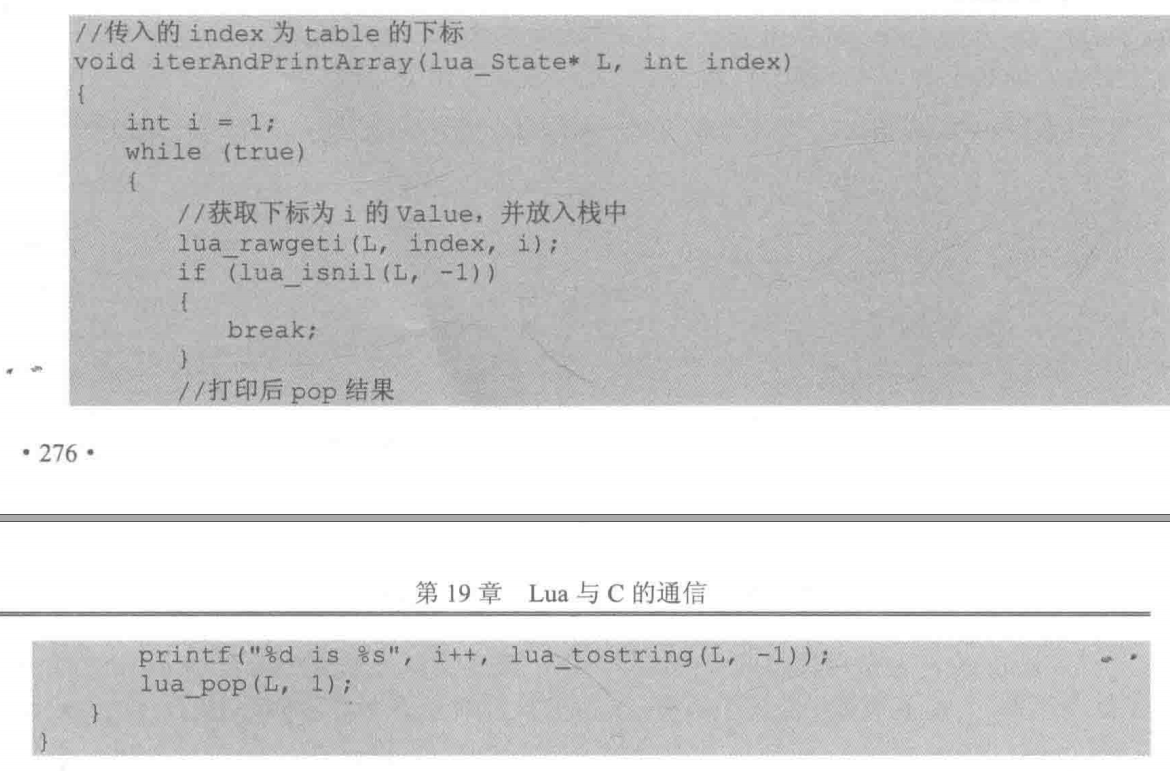 //传入的 index 为 table 的下标
void iterAndPrintArray(lua_State* L, int index)
{
int i = 1;
while (true)
{
//获取下标为 i 的 Value，并放入栈中
lua_rawgeti(L, index, i);
if (lua_isnil(L, -1))
{
break;
}
//打印后 pop 结果
• 276 •
第 19 章 Lua 与 C 的通信
printf("%d is %s", i++, lua_tostring(L, -1));
lua_pop(L, 1);
}
}